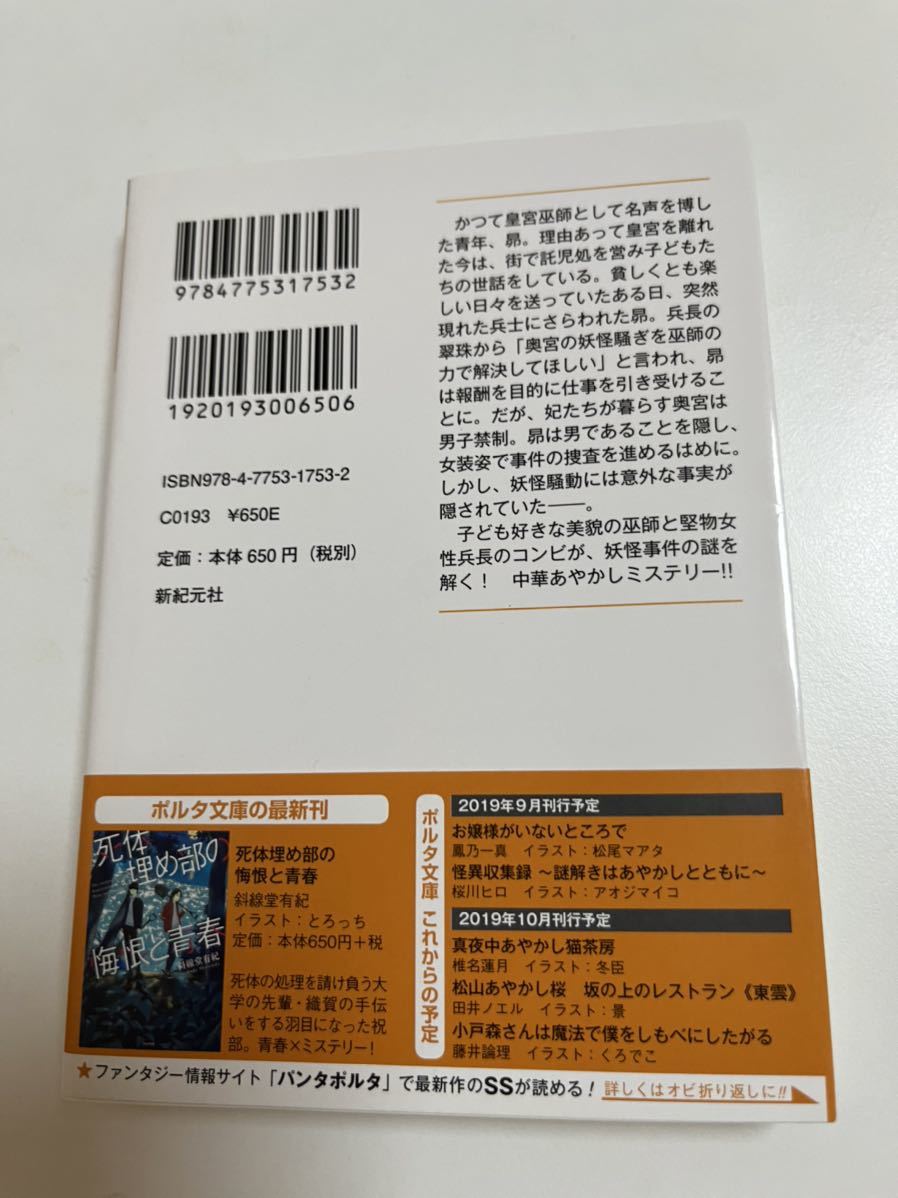 9784775317532
1920193006506
ISBN978-4-7753-1753-2
C0193 ¥650E
定価：本体650円（税別）
新紀元社
かつて皇宮巫師として名声を博し
た青年、昴。理由あって皇宮を離れ
た今は、街で託児処を営み子どもた
ちの世話をしている。貧しくとも楽
しい日々を送っていたある日、突然
現れた兵士にさらわれた昴。兵長の
翠珠から「奥宮の妖怪騒ぎを巫師の
力で解決してほしい」と言われ、昴
は報酬を目的に仕事を引き受けるこ
とに。だが、妃たちが暮らす奥宮は
男子禁制。昴は男であることを隠し、
女装姿で事件の捜査を進めるはめに。
しかし、妖怪騒動には意外な事実が
隠されていた――。
子ども好きな美貌の巫師と堅物女
性兵長のコンビが、妖怪事件の謎を
解く！ 中華あやかしミステリー!!
ポルタ文庫の最新刊
死体
埋め部の
悔恨と青春
斜線堂有紀
死体埋め部の
悔恨と青春
斜線堂有紀
イラスト：とろっち
定価：本体650円＋税
死体の処理を請け負う大
学の先輩・織賀の手伝
いをする羽目になった祝
部。青春×ミステリー！
ポルタ文庫 これからの予定
2019年9月刊行予定
お嬢様がいないところで
鳳乃一真 イラスト：松尾マアタ
怪異収集録 〜謎解きはあやかしとともに〜
桜川ヒロ イラスト：アオジマイコ
2019年10月刊行予定
真夜中あやかし猫茶房
椎名蓮月 イラスト：冬臣
松山あやかし桜 坂の上のレストラン《東雲》
田井ノエル イラスト：景
小戸森さんは魔法で僕をしもべにしたがる
藤井論理 イラスト：くろでこ
★ファンタジー情報サイト「パンタポルタ」で最新作のSSが読める！ 詳しくはオビ折り返しに!!